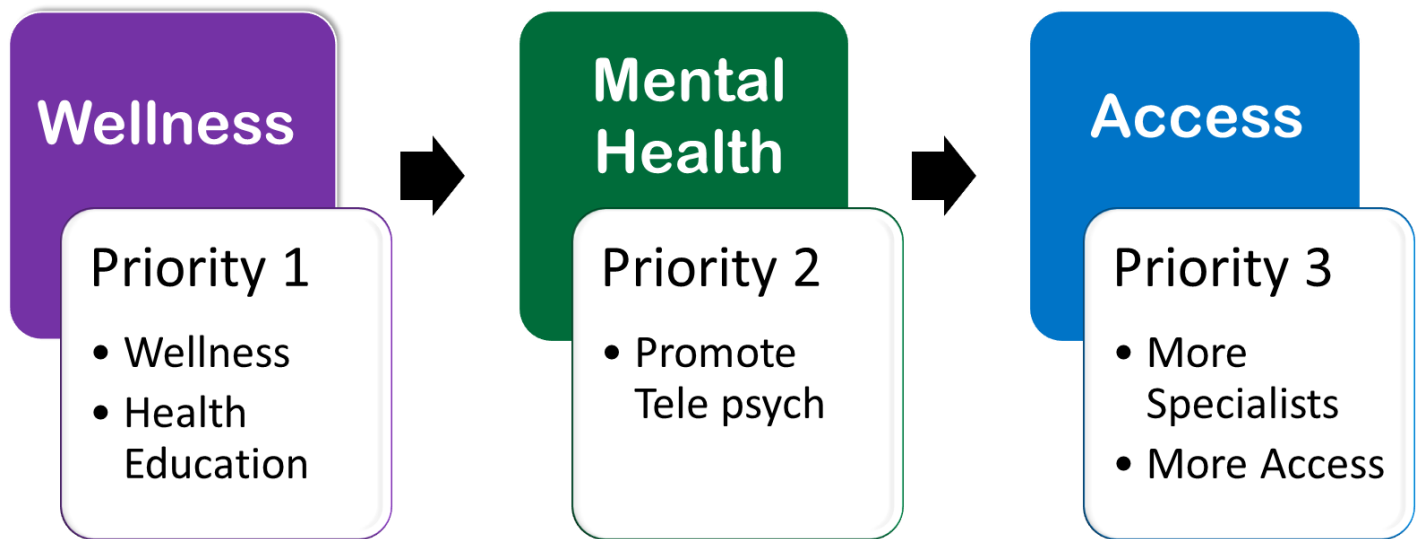 Wellness
Priority 1
• Wellness
• Health
Education
Mental
Health
Priority 2
• Promote
Tele psych
Access
Priority 3
• More
Specialists
• More Access